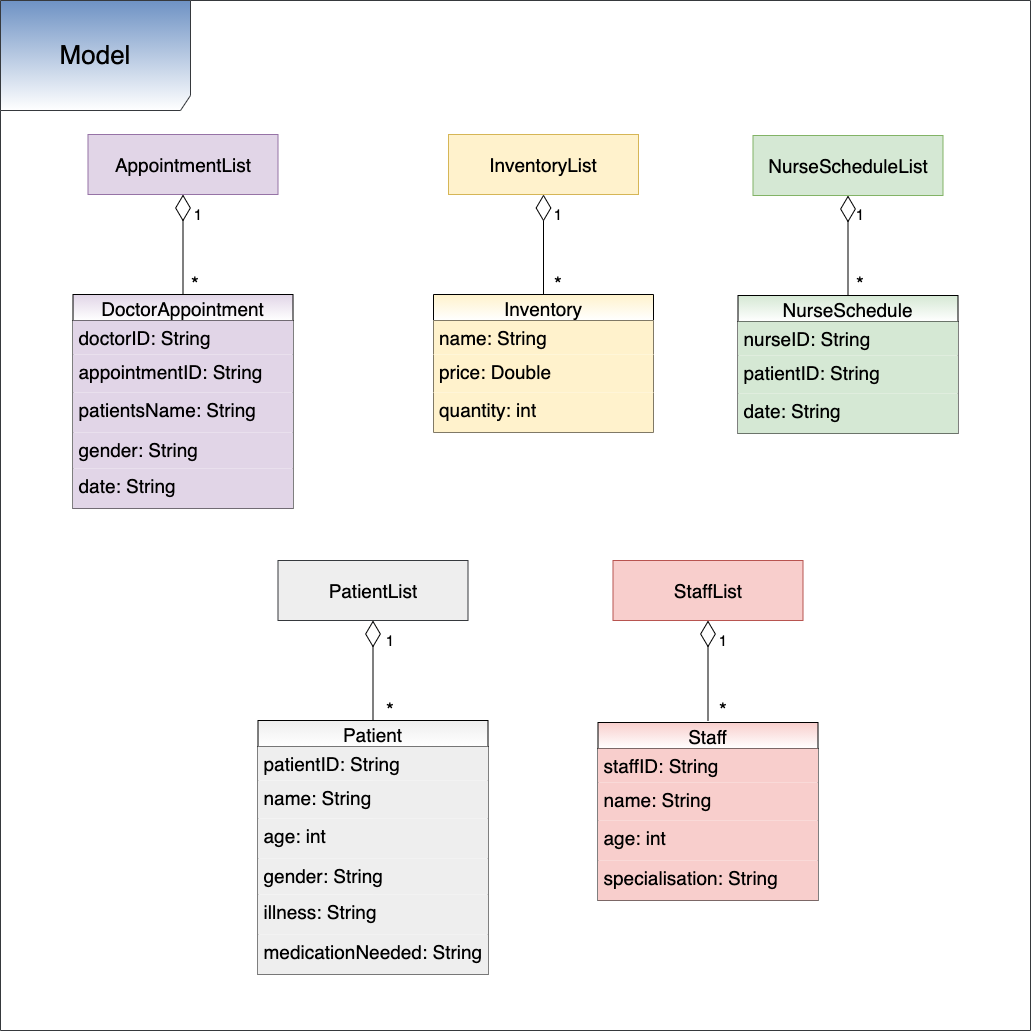 Model
AppointmentList
1
*
DoctorAppointment
doctorID: String
appointmentID: String
patientsName: String
gender: String
date: String
InventoryList
1
*
Inventory
name: String
price: Double
quantity: int
NurseScheduleList
1
*
NurseSchedule
nurseID: String
patientID: String
date: String
PatientList
1
*
Patient
patientID: String
name: String
age: int
gender: String
illness: String
medicationNeeded: String
StaffList
1
*
Staff
staffID: String
name: String
age: int
specialisation: String